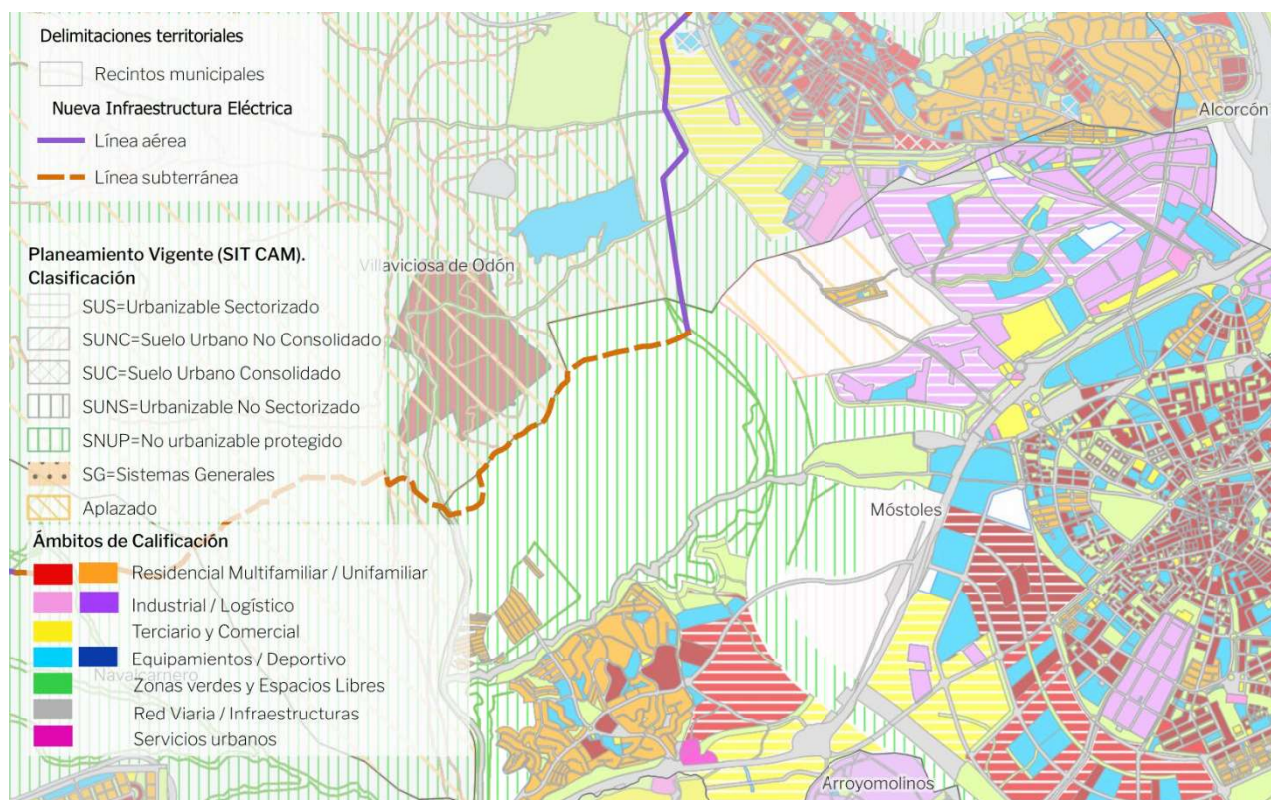 Delimitaciones territoriales
Recintos municipales
Nueva Infraestructura Eléctrica
Línea aérea
Línea subterránea
Planeamiento Vigente (SIT CAM).
Clasificación
SUS=Urbanizable Sectorizado
SUNC=Suelo Urbano No Consolidado
SUC=Suelo Urbano Consolidado
SUNS=Urbanizable No Sectorizado
SNUP=No urbanizable protegido
SG=Sistemas Generales
Aplazado
Ámbitos de Calificación
Residencial Multifamiliar / Unifamiliar
Industrial / Logístico
Terciario y Comercial
Equipamientos / Deportivo
Zonas verdes y Espacios Libres
Red Viaria / Infraestructuras
Servicios urbanos
Alcorcón
Villaviciosa de Odón
Móstoles
Navalcarnero
Arroyomolinos